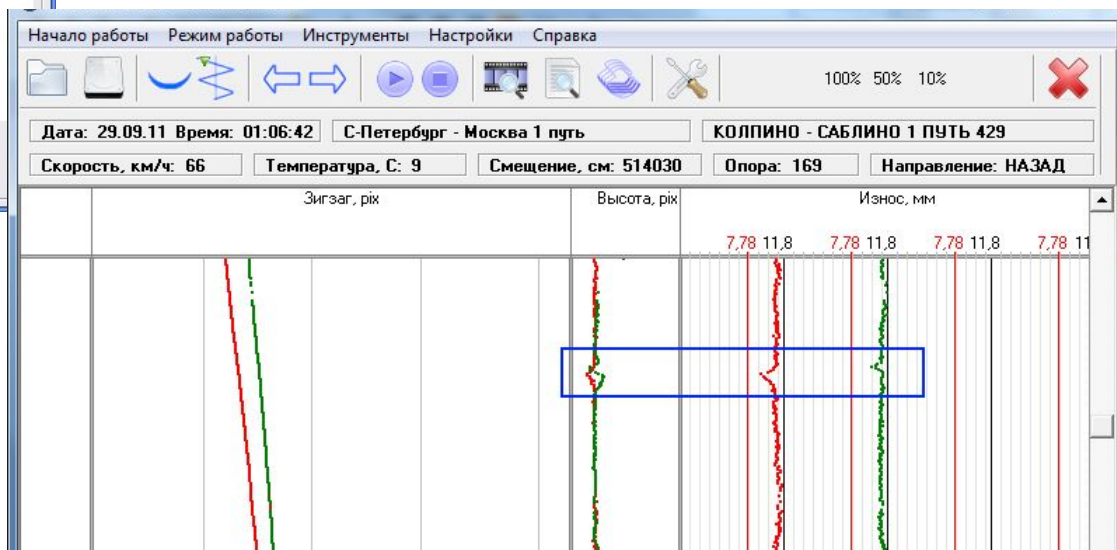 Начало работы Режим работы Инструменты Настройки Справка
100% 50% 10%
Дата: 29.09.11 Время: 01:06:42 С-Петербург - Москва 1 путь КОЛПИНО - САБЛИНО 1 ПУТЬ 429
Скорость, км/ч: 66 Температура, С: 9 Смещение, см: 514030 Опора: 169 Направление: НАЗАД
Зигзаг, pix Высота, pix Износ, мм
7,78 11,8 7,78 11,8 7,78 11,8 7,78 11